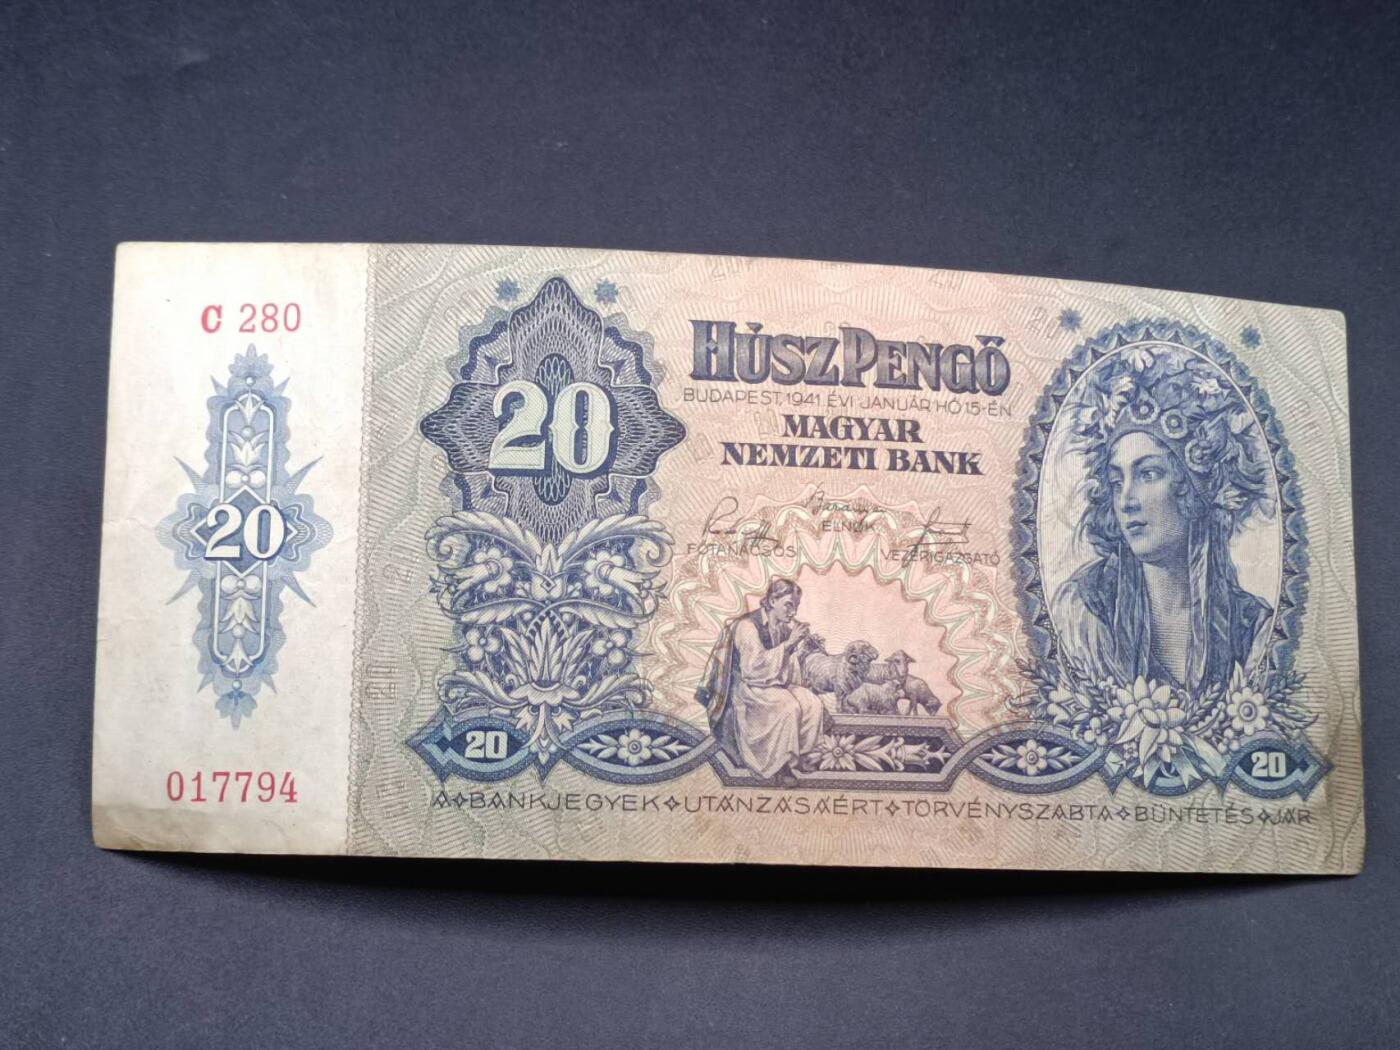 C 280
20
017794
20
HÚSZ PENGŐ
BUDAPEST, 1941 ÉVI JANUÁR HÓ 15-ÉN
MAGYAR
NEMZETI BANK
FŐTANÁCSOS
ELNÖK
VEZÉRIGAZGATÓ
20
20
A BANKJEGYEK UTÁNZÁSÁÉRT TÖRVÉNYSZABTA BÜNTETÉS JÁR